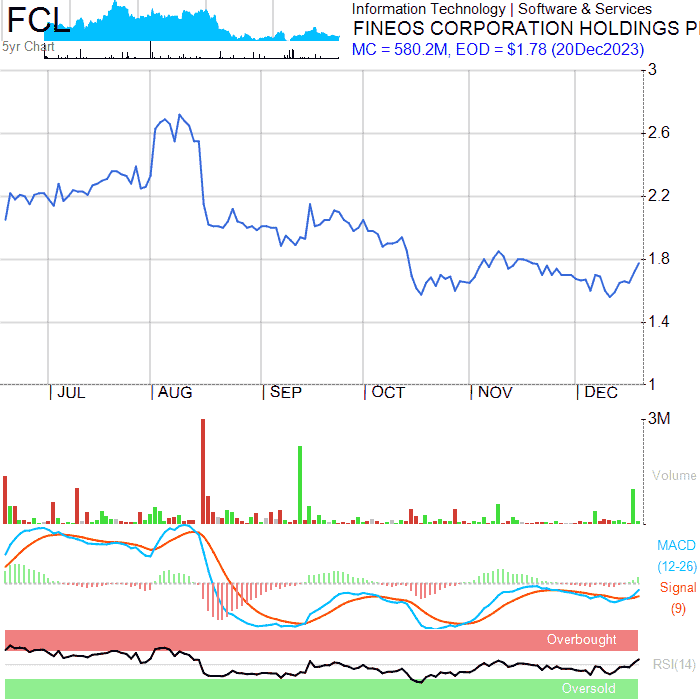 FCL
5yr Chart
Information Technology | Software & Services
FINEOS CORPORATION HOLDINGS P
MC = 580.2M, EOD = $1.78 (20Dec2023)
3
2.6
2.2
1.8
1.4
1
JUL AUG SEP OCT NOV DEC
3M
Volume
MACD
(12-26)
Signal
(9)
Overbought
RSI(14)
Oversold